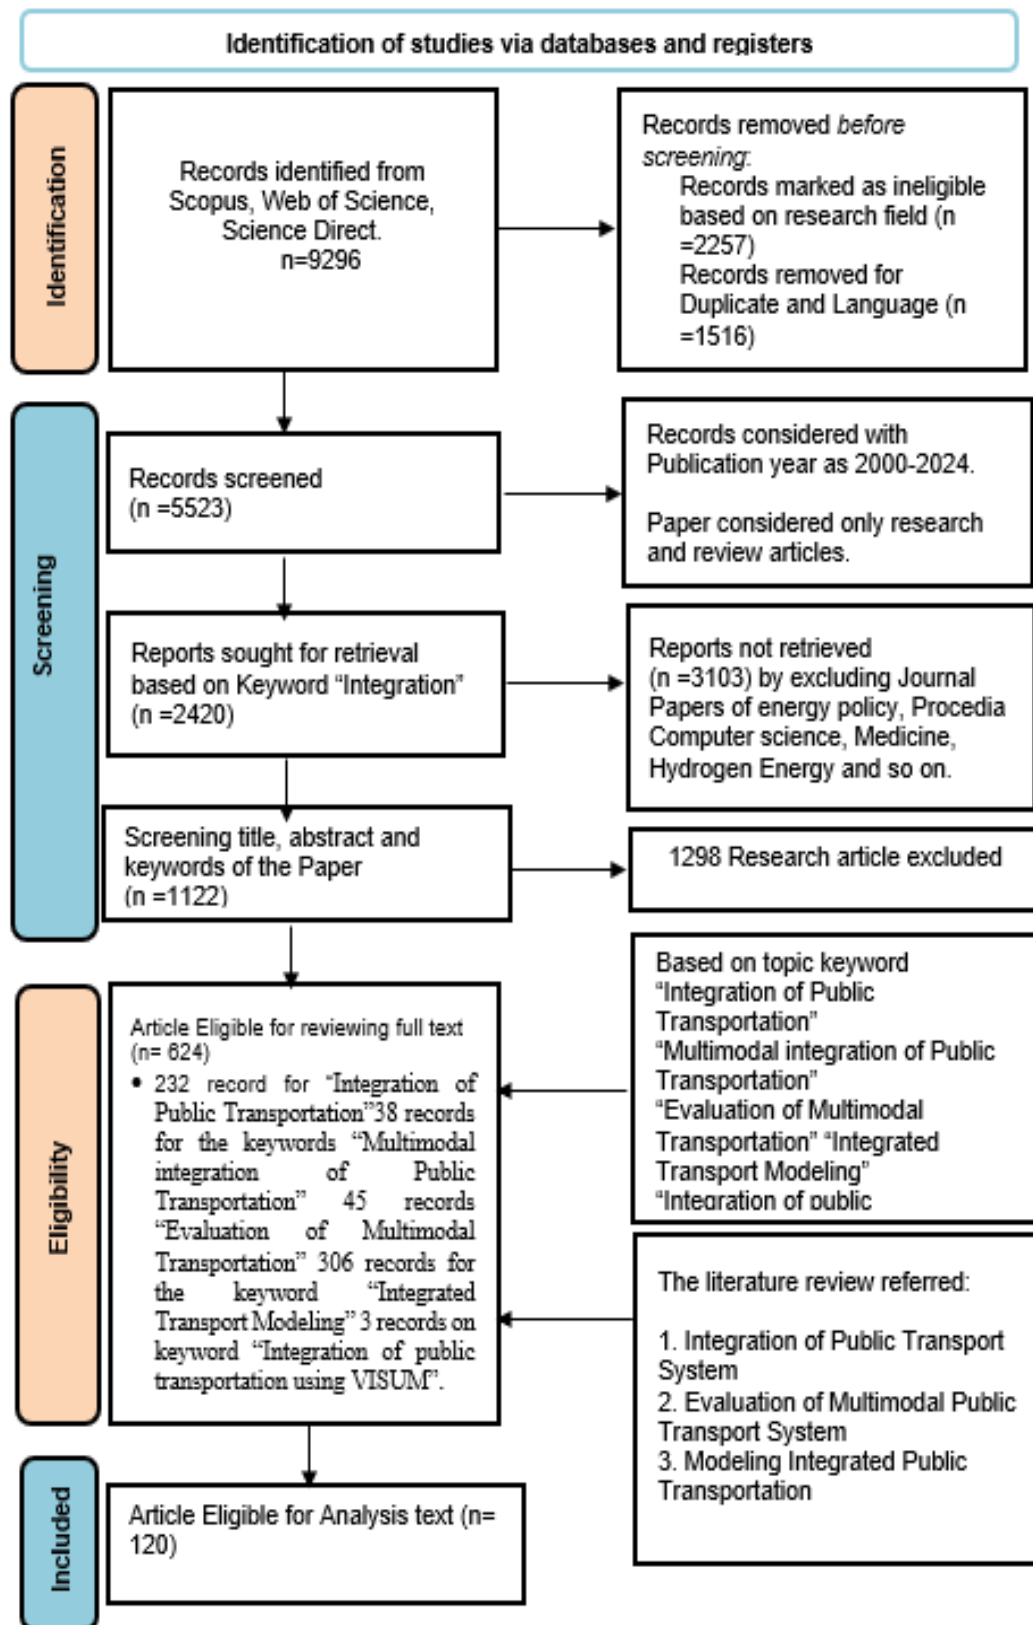 Identification of studies via databases and registers
Identification
Records identified from
Scopus, Web of Science,
Science Direct.
n=9296
Records removed before
screening:
Records marked as ineligible
based on research field (n
=2257)
Records removed for
Duplicate and Language (n
=1516)
Screening
Records screened
(n =5523)
Records considered with
Publication year as 2000-2024.
Paper considered only research
and review articles.
Reports sought for retrieval
based on Keyword “Integration”
(n =2420)
Reports not retrieved
(n =3103) by excluding Journal
Papers of energy policy, Procedia
Computer science, Medicine,
Hydrogen Energy and so on.
Screening title, abstract and
keywords of the Paper
(n =1122)
1298 Research article excluded
Eligibility
Article Eligible for reviewing full text
(n= 624)
• 232 record for “Integration of
Public Transportation”38 records
for the keywords “Multimodal
integration of Public
Transportation” 45 records
“Evaluation of Multimodal
Transportation” 306 records for
the keyword “Integrated
Transport Modeling” 3 records on
keyword “Integration of public
transportation using VISUM”.
Based on topic keyword
“Integration of Public
Transportation”
“Multimodal integration of Public
Transportation”
“Evaluation of Multimodal
Transportation” “Integrated
Transport Modeling”
“Integration of public
The literature review referred:
1. Integration of Public Transport
System
2. Evaluation of Multimodal Public
Transport System
3. Modeling Integrated Public
Transportation
Included
Article Eligible for Analysis text (n=
120)